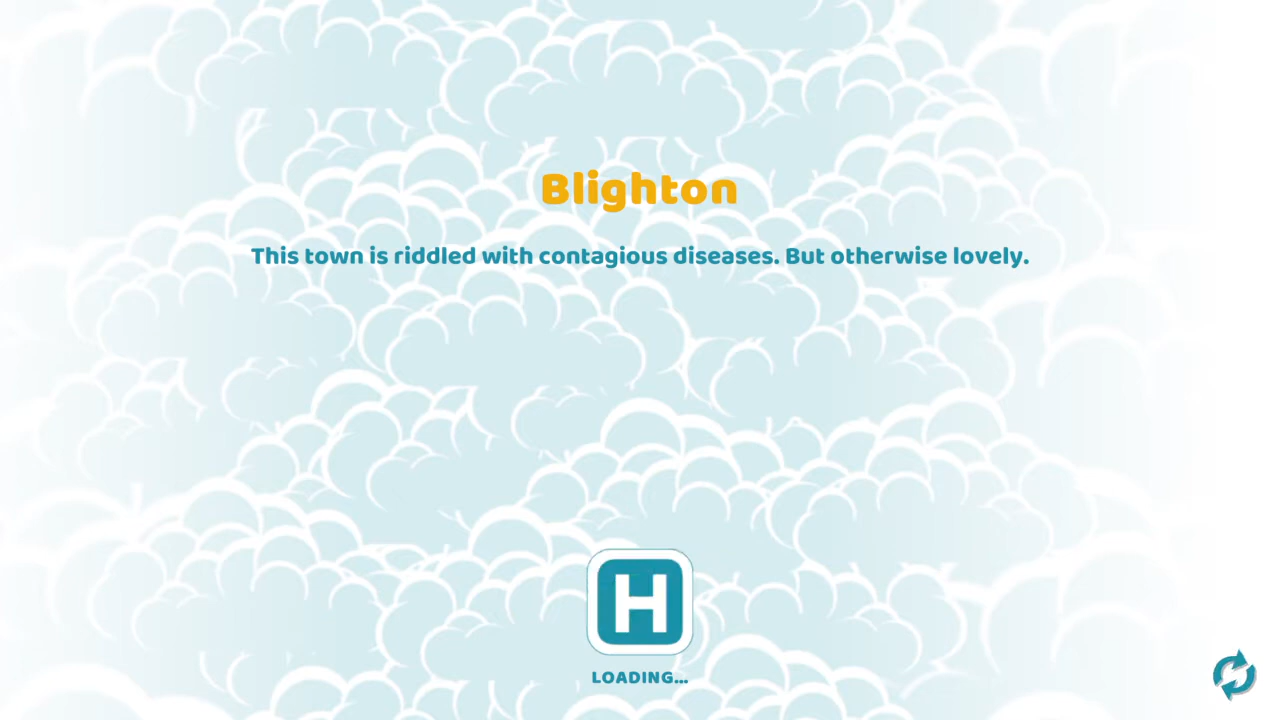 Blighton
This town is riddled with contagious diseases. But otherwise lovely.
H
LOADING...